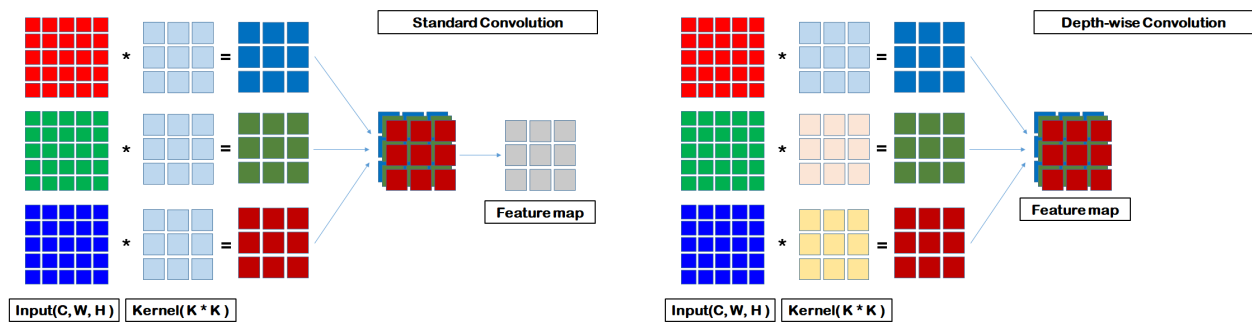 Standard Convolution
* =
* =
* =
Feature map
Input(C, W, H) Kernel(K * K)
Depth-wise Convolution
* =
* =
* =
Feature map
Input(C, W, H) Kernel(K * K)